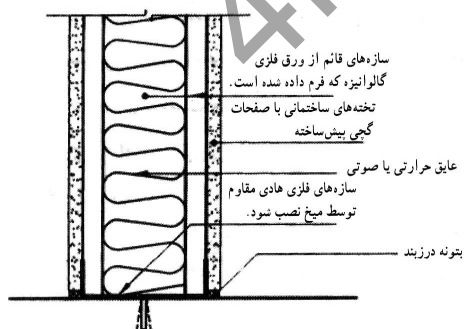 سازه‌های قائم از ورق فلزی
گالوانیزه که فرم داده شده است.
تخته‌های ساختمانی با صفحات
گچی پیش‌ساخته
عایق حرارتی یا صوتی
سازه‌های فلزی هادی مقاوم
توسط میخ نصب شود.
بتونه درزبند